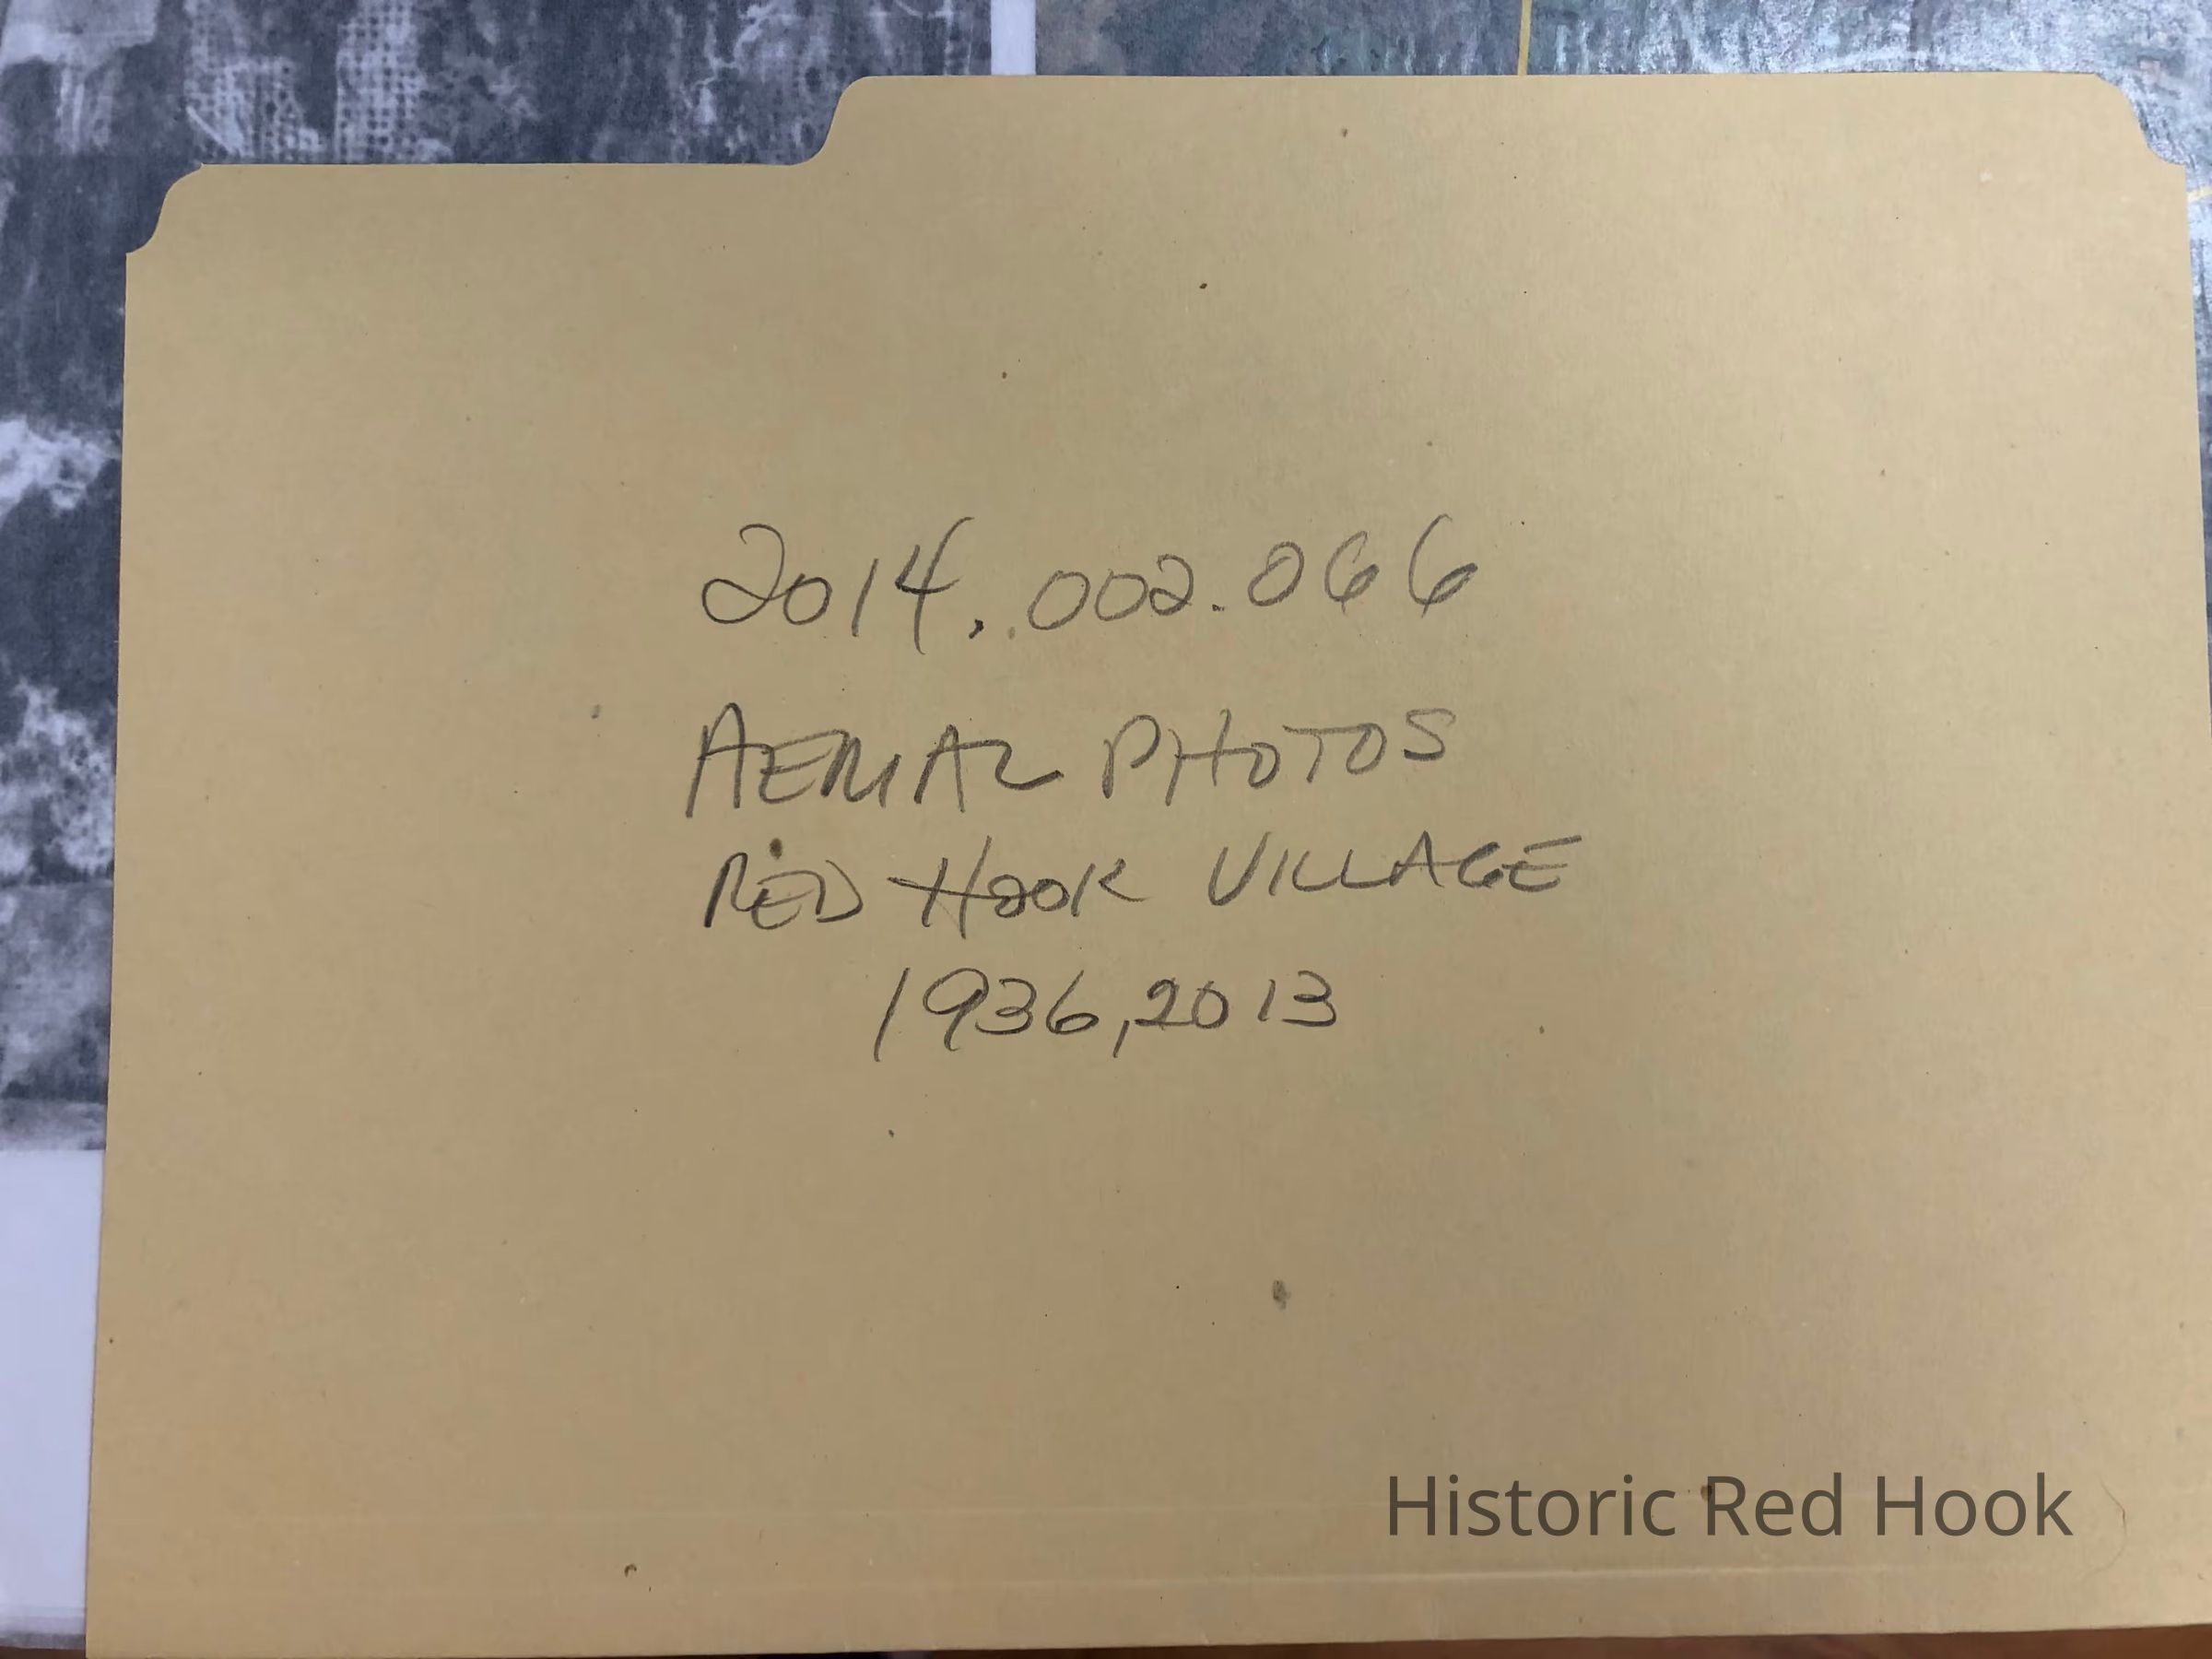 2014. .002.066
AERIAL PHOTOS
RED HOOK VILLAGE
1936, 2013
Historic Red Hook